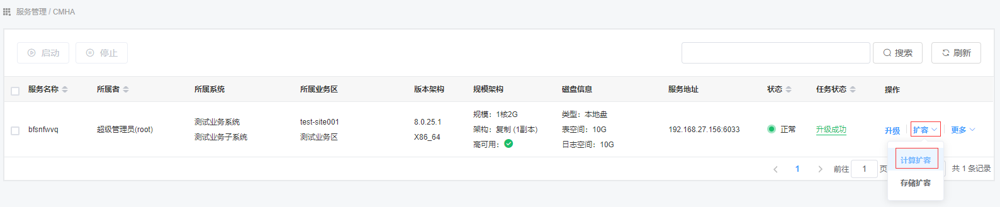 服务管理 / CMHA
启动 停止 搜索 刷新
服务名称 所属者 所属系统 所属业务区 版本架构 规模架构 磁盘信息 服务地址 状态 任务状态 操作
bfsnfwvq
超级管理员(root)
测试业务系统
测试业务子系统
test-site001
测试业务区
8.0.25.1
X86_64
规模：1核2G
架构：复制 (1副本)
高可用：
类型：本地盘
表空间：10G
日志空间：10G
192.168.27.156:6033
正常
升级成功
升级 扩容 更多
计算扩容
存储扩容
1 前往 1 页 共 1 条记录